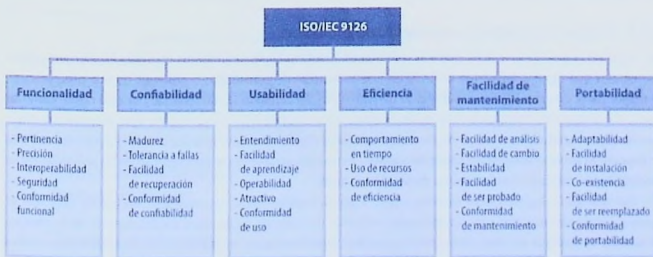 ISO/IEC 9126
Funcionalidad
- Pertinencia
- Precisión
- Interoperabilidad
- Seguridad
- Conformidad
funcional
Confiabilidad
- Madurez
- Tolerancia a fallas
- Facilidad
de recuperación
- Conformidad
de confiabilidad
Usabilidad
- Entendimiento
- Facilidad
de aprendizaje
- Operabilidad
- Atractivo
- Conformidad
de uso
Eficiencia
- Comportamiento
en tiempo
- Uso de recursos
- Conformidad
de eficiencia
Facilidad de
mantenimiento
- Facilidad de análisis
- Facilidad de cambio
- Estabilidad
- Facilidad
de ser probado
- Conformidad
de mantenimiento
Portabilidad
- Adaptabilidad
- Facilidad
de instalación
- Co-existencia
- Facilidad
de ser reemplazado
- Conformidad
de portabilidad